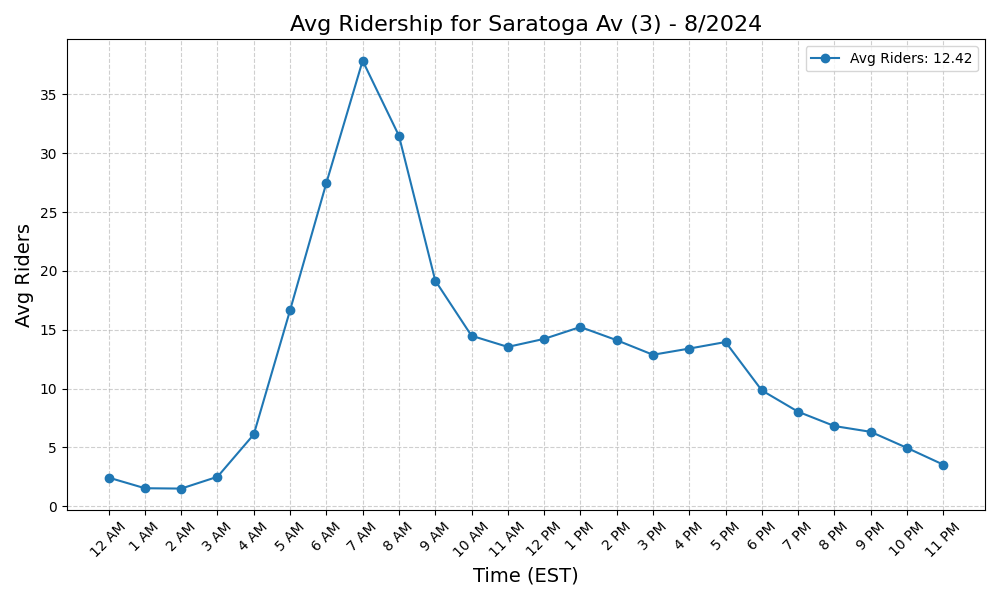 Avg Ridership for Saratoga Av (3) - 8/2024
Avg Riders: 12.42
Avg Riders
35
30
25
20
15
10
5
0
12 AM
1 AM
2 AM
3 AM
4 AM
5 AM
6 AM
7 AM
8 AM
9 AM
10 AM
11 AM
12 PM
1 PM
2 PM
3 PM
4 PM
5 PM
6 PM
7 PM
8 PM
9 PM
10 PM
11 PM
Time (EST)